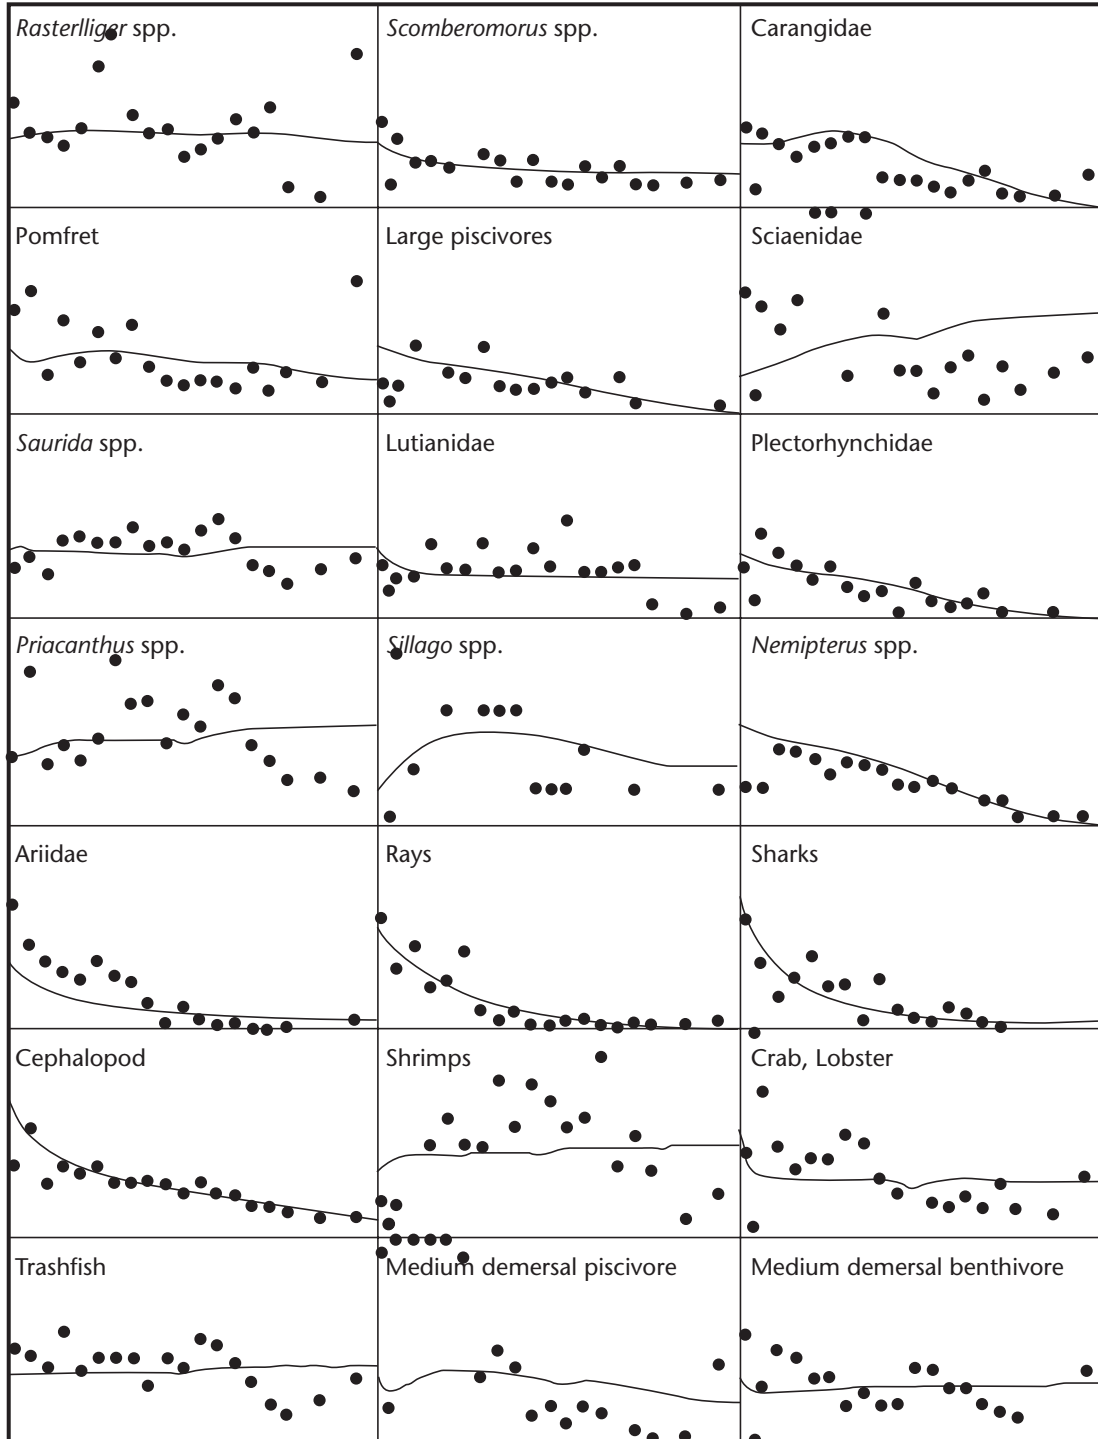 Rasterlliger spp.
Scomberomorus spp.
Carangidae
Pomfret
Large piscivores
Sciaenidae
Saurida spp.
Lutianidae
Plectorhynchidae
Priacanthus spp.
Sillago spp.
Nemipterus spp.
Ariidae
Rays
Sharks
Cephalopod
Shrimps
Crab, Lobster
Trashfish
Medium demersal piscivore
Medium demersal benthivore